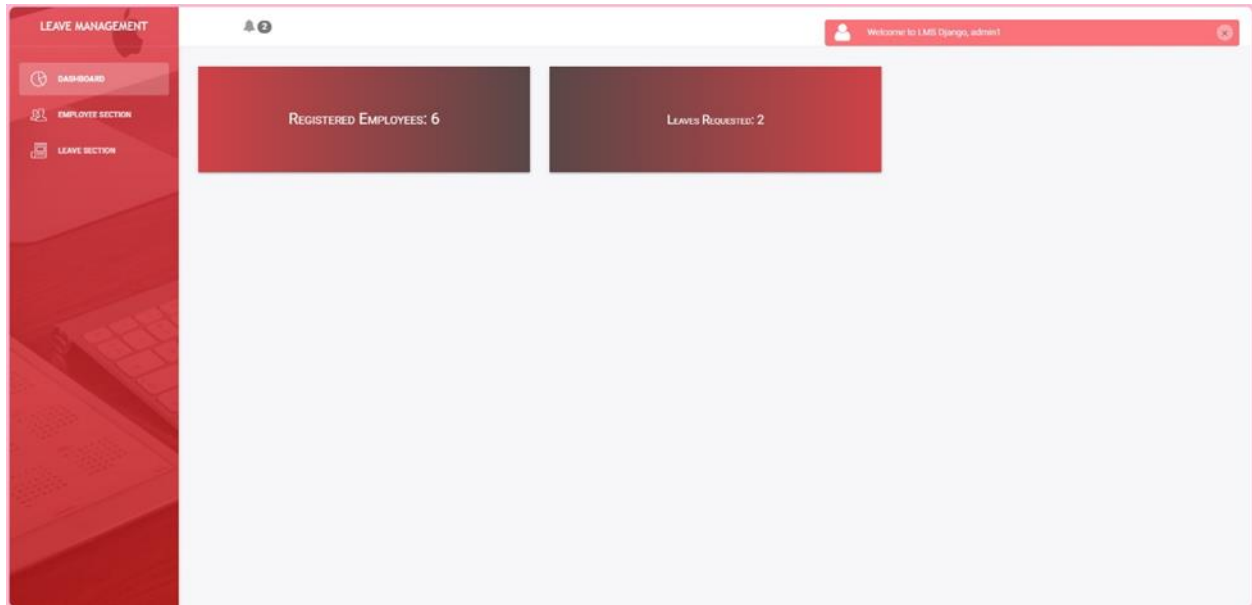 LEAVE MANAGEMENT
2
Welcome to LMS Django, admin1
DASHBOARD
EMPLOYEE SECTION
LEAVE SECTION
REGISTERED EMPLOYEES: 6
LEAVES REQUESTED: 2